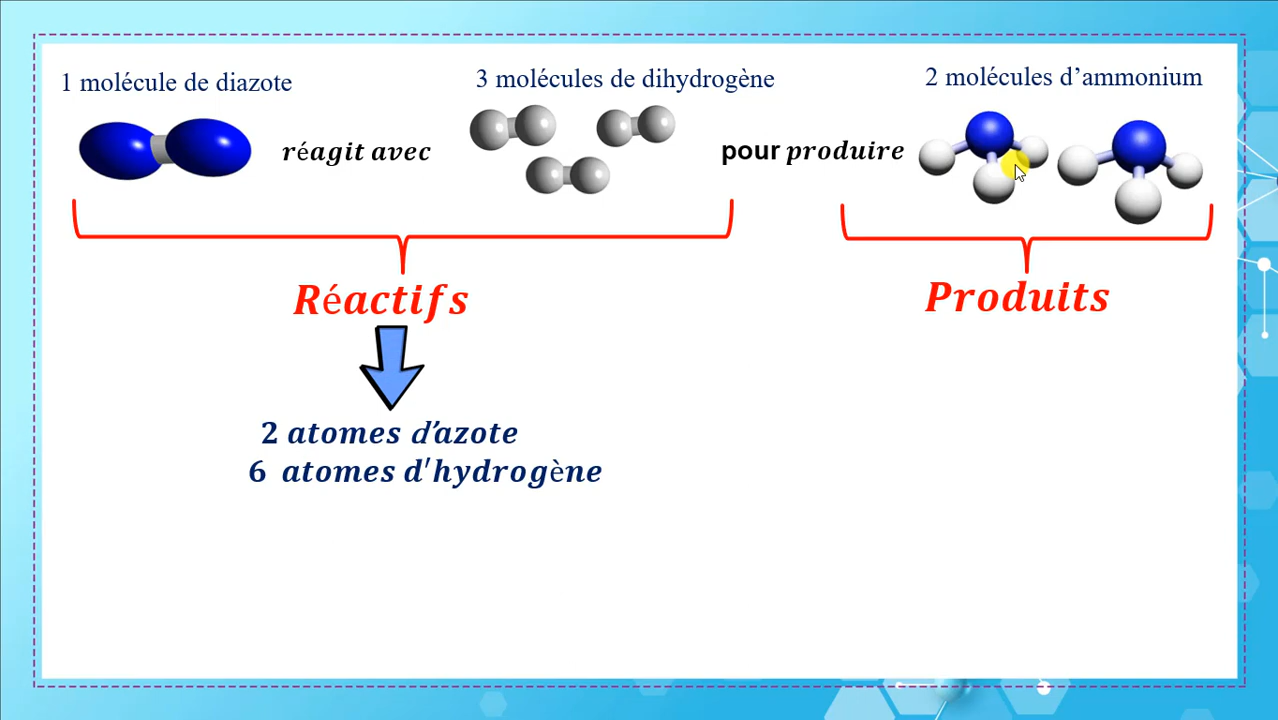 1 molécule de diazote
3 molécules de dihydrogène
2 molécules d’ammonium
réagit avec
pour produire
Réactifs
Produits
2 atomes d’azote
6 atomes d'hydrogène